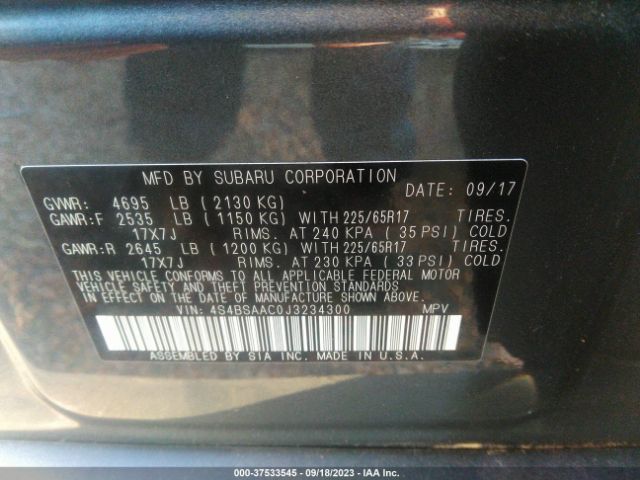 MFD BY SUBARU CORPORATION
GVWR: 4695 LB (2130 KG) DATE: 09/17
GAWR:F 2535 LB (1150 KG) WITH 225/65R17 TIRES.
17X7J RIMS. AT 240 KPA (35 PSI) COLD
GAWR:R 2645 LB (1200 KG) WITH 225/65R17 TIRES.
17X7J RIMS. AT 230 KPA (33 PSI) COLD
THIS VEHICLE CONFORMS TO ALL APPLICABLE FEDERAL MOTOR
VEHICLE SAFETY AND THEFT PREVENTION STANDARDS
IN EFFECT ON THE DATE OF MANUFACTURE SHOWN ABOVE.
VIN: 4S4BSAAC0J3234300 MPV
ASSEMBLED BY SIA INC. MADE IN U.S.A.
000-37533545 - 09/18/2023 - IAA Inc.